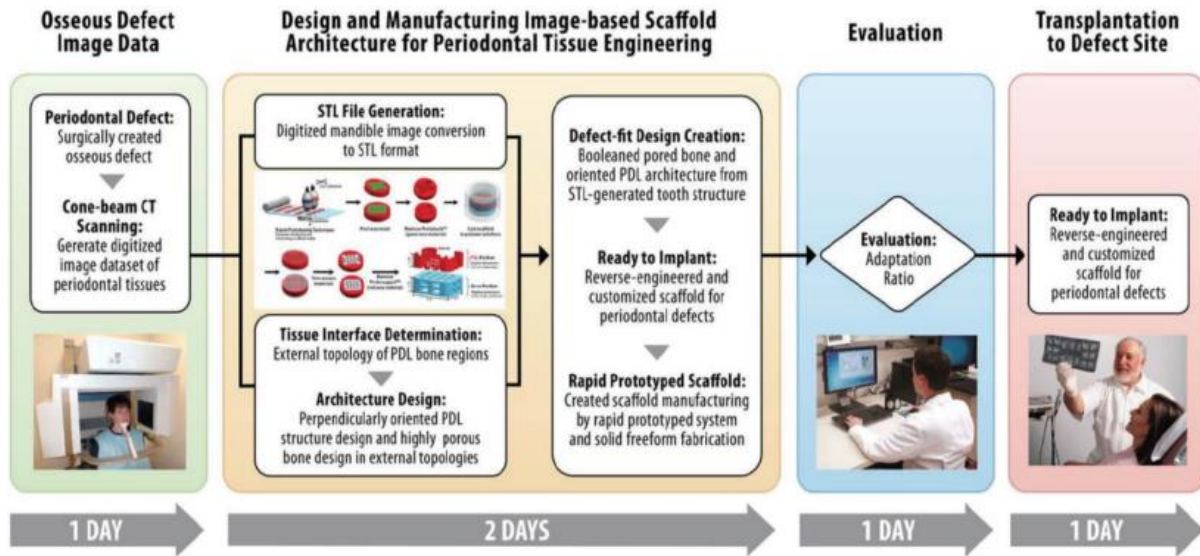 Osseous Defect
Image Data
Design and Manufacturing Image-based Scaffold
Architecture for Periodontal Tissue Engineering
Evaluation
Transplantation
to Defect Site
Periodontal Defect:
Surgically created
osseous defect
Cone-beam CT
Scanning:
Gererate digitized
image dataset of
periodontal tissues
STL File Generation:
Digitized mandible image conversion
to STL format
Tissue Interface Determination:
External topology of PDL bone regions
Architecture Design:
Perpendicularly oriented PDL
structure design and highly porous
bone design in external topologies
Defect-fit Design Creation:
Booleaned pored bone and
oriented PDL architecture from
STL-generated tooth structure
Ready to Implant:
Reverse-engineered and
customized scaffold for
periodontal defects
Rapid Prototyped Scaffold:
Created scaffold manufacturing
by rapid prototyped system
and solid freeform fabrication
Evaluation:
Adaptation
Ratio
Ready to Implant:
Reverse-engineered
and customized
scaffold for
periodontal defects
1 DAY
2 DAYS
1 DAY
1 DAY